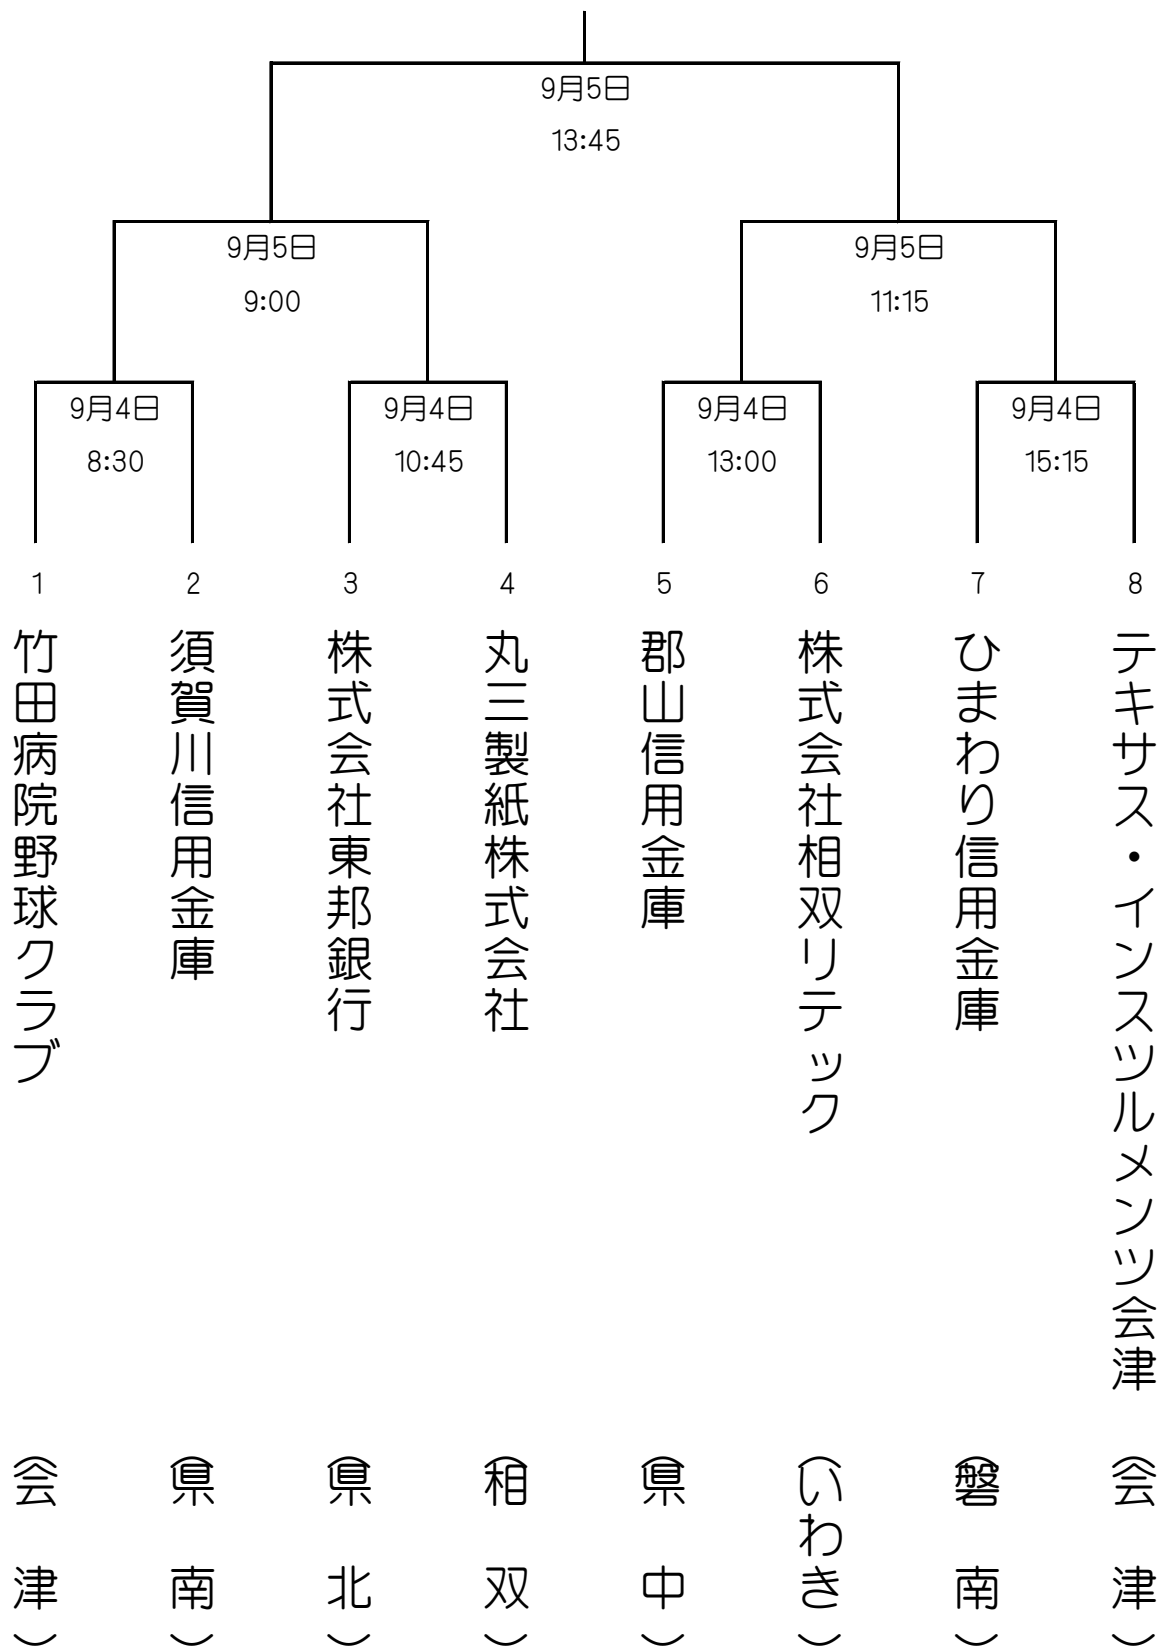 9月5日
13:45
9月5日
9:00
9月5日
11:15
9月4日
8:30
9月4日
10:45
9月4日
13:00
9月4日
15:15
1
竹田病院野球クラブ
(会津)
2
須賀川信用金庫
(県南)
3
株式会社東邦銀行
(県北)
4
丸三製紙株式会社
(相双)
5
郡山信用金庫
(県中)
6
株式会社相双リテック
(いわき)
7
ひまわり信用金庫
(磐南)
8
テキサス・インスツルメンツ会津
(会津)